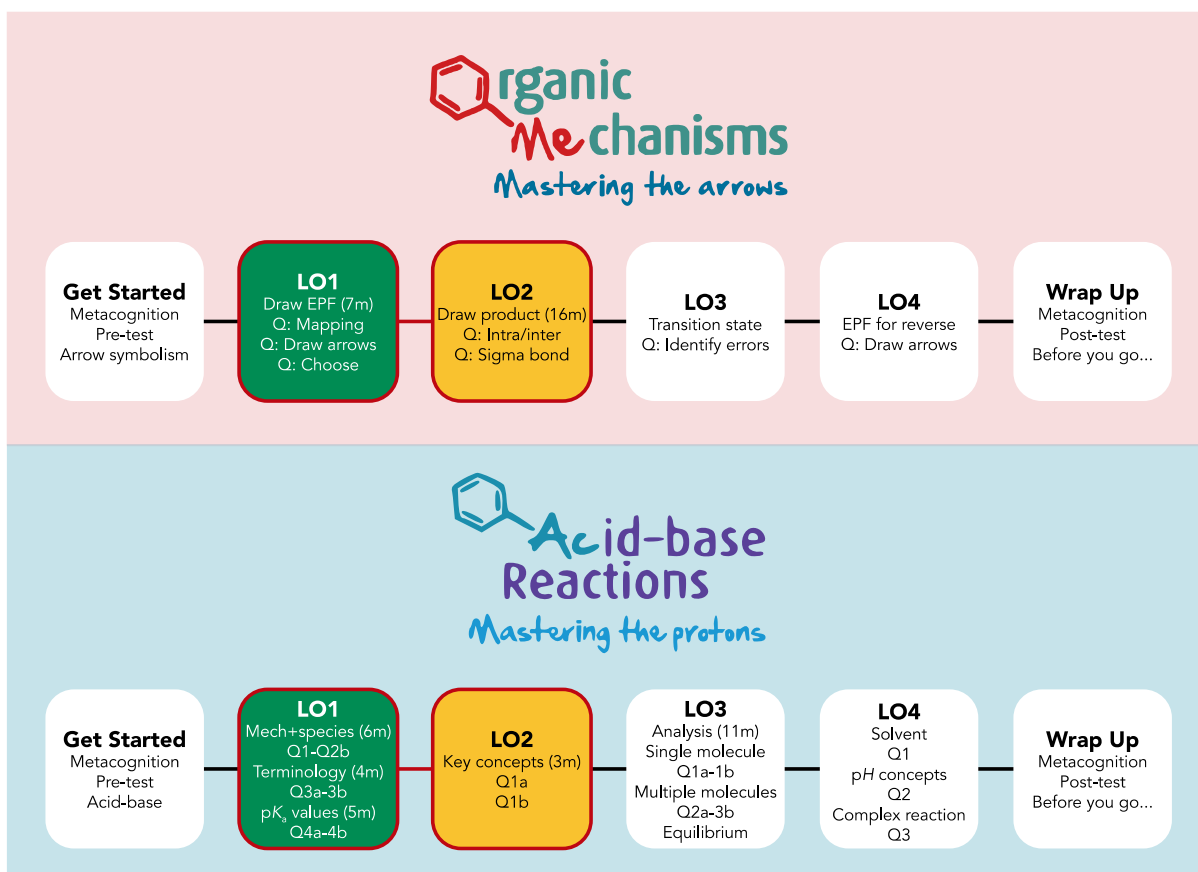 rganic
Mechanisms
Mastering the arrows
Get Started
Metacognition
Pre-test
Arrow symbolism
LO1
Draw EPF (7m)
Q: Mapping
Q: Draw arrows
Q: Choose
LO2
Draw product (16m)
Q: Intra/inter
Q: Sigma bond
LO3
Transition state
Q: Identify errors
LO4
EPF for reverse
Q: Draw arrows
Wrap Up
Metacognition
Post-test
Before you go...
Acid-base
Reactions
Mastering the protons
Get Started
Metacognition
Pre-test
Acid-base
LO1
Mech+species (6m)
Q1-Q2b
Terminology (4m)
Q3a-3b
pKₐ values (5m)
Q4a-4b
LO2
Key concepts (3m)
Q1a
Q1b
LO3
Analysis (11m)
Single molecule
Q1a-1b
Multiple molecules
Q2a-3b
Equilibrium
LO4
Solvent
Q1
pH concepts
Q2
Complex reaction
Q3
Wrap Up
Metacognition
Post-test
Before you go...